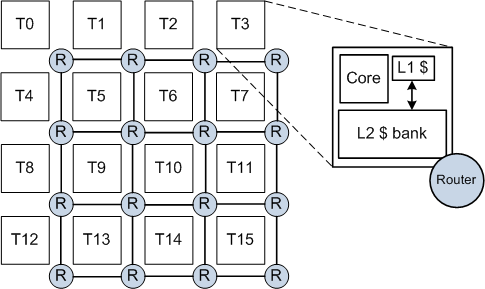 T0 T1 T2 T3
R R R R
T4 T5 T6 T7
R R R R
T8 T9 T10 T11
R R R R
T12 T13 T14 T15
R R R R
Core
L1 $
L2 $ bank
Router